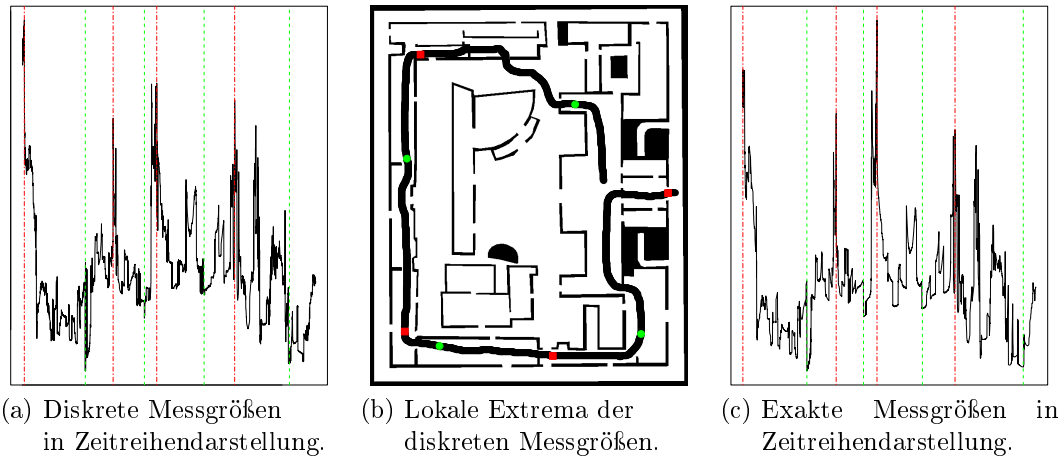 (a) Diskrete Messgrößen
in Zeitreihendarstellung.
(b) Lokale Extrema der
diskreten Messgrößen.
(c) Exakte Messgrößen in
Zeitreihendarstellung.